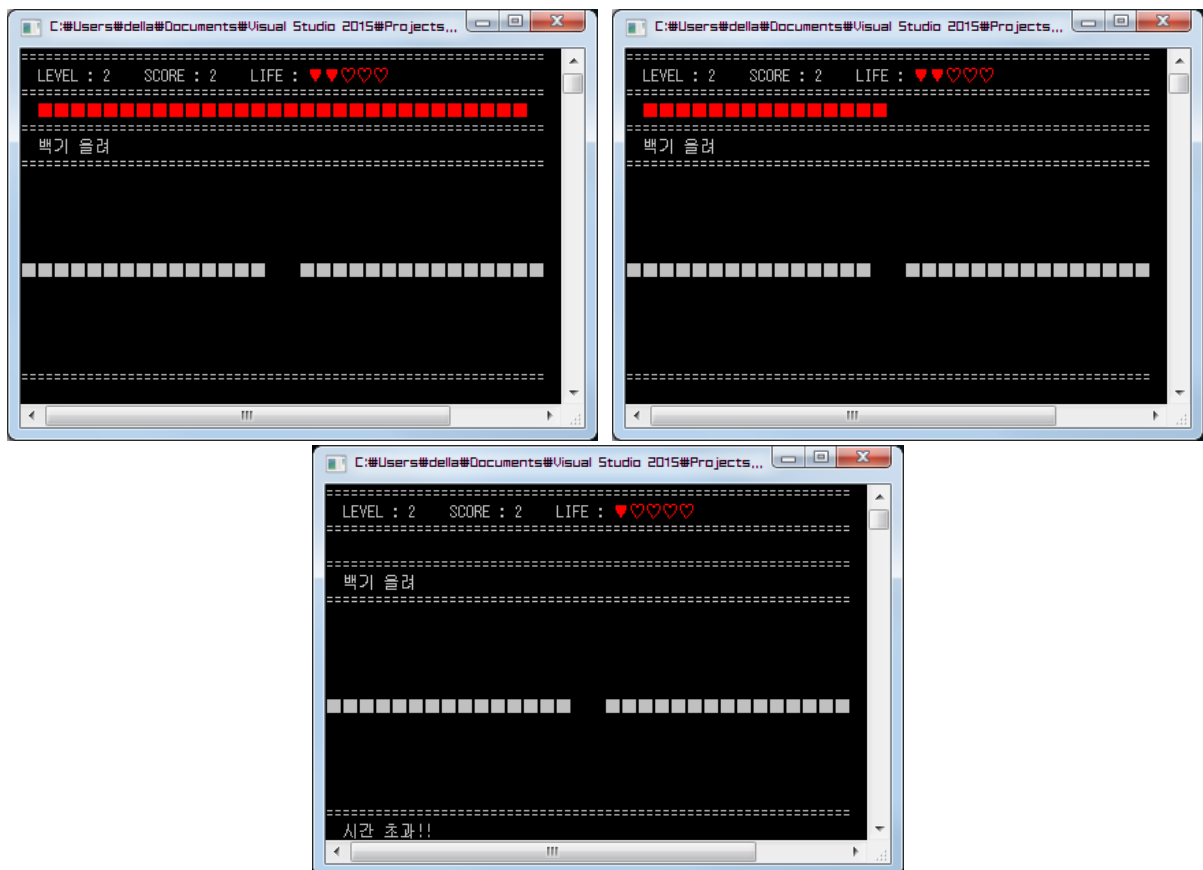 C:₩Users₩della₩Documents₩Visual Studio 2015₩Projects...
================================================================
LEVEL : 2 SCORE : 2 LIFE : ♥♥♡♡♡
================================================================
================================================================
백기 올려
================================================================
================================================================
C:₩Users₩della₩Documents₩Visual Studio 2015₩Projects...
================================================================
LEVEL : 2 SCORE : 2 LIFE : ♥♥♡♡♡
================================================================
================================================================
백기 올려
================================================================
================================================================
C:₩Users₩della₩Documents₩Visual Studio 2015₩Projects...
================================================================
LEVEL : 2 SCORE : 2 LIFE : ♥♡♡♡♡
================================================================
================================================================
백기 올려
================================================================
================================================================
시간 초과!!